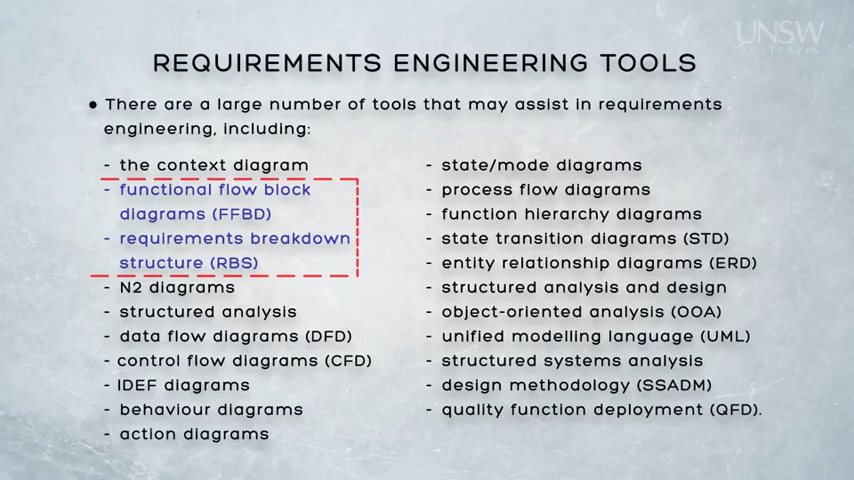 UNSW
AUSTRALIA
REQUIREMENTS ENGINEERING TOOLS
• There are a large number of tools that may assist in requirements
engineering, including:
- the context diagram
- functional flow block
diagrams (FFBD)
- requirements breakdown
structure (RBS)
- N2 diagrams
- structured analysis
- data flow diagrams (DFD)
- control flow diagrams (CFD)
- IDEF diagrams
- behaviour diagrams
- action diagrams
- state/mode diagrams
- process flow diagrams
- function hierarchy diagrams
- state transition diagrams (STD)
- entity relationship diagrams (ERD)
- structured analysis and design
- object-oriented analysis (OOA)
- unified modelling language (UML)
- structured systems analysis
- design methodology (SSADM)
- quality function deployment (QFD).